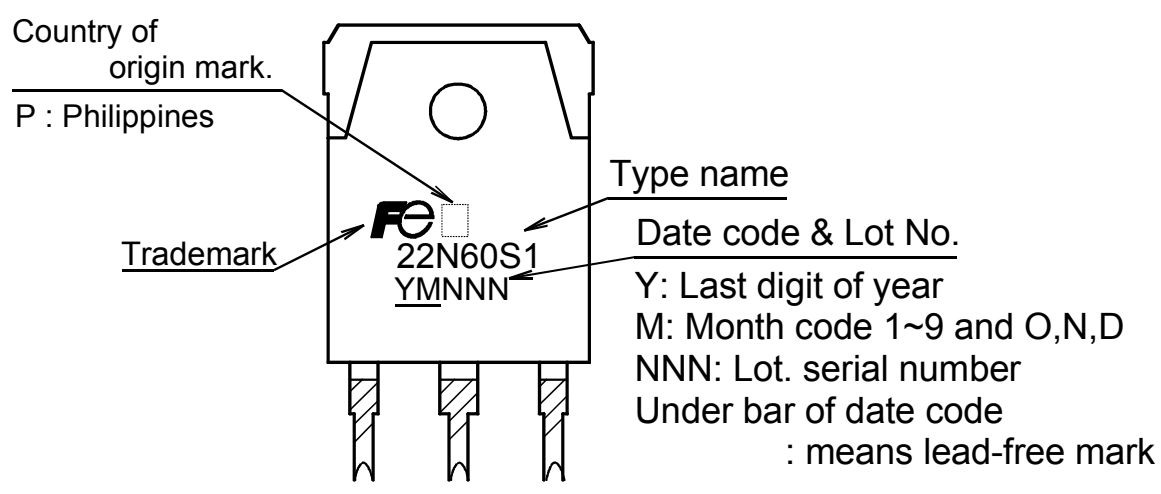 Country of
origin mark.
P : Philippines
Type name
Trademark
Fe
22N60S1
YMNNN
Date code & Lot No.
Y: Last digit of year
M: Month code 1~9 and O,N,D
NNN: Lot. serial number
Under bar of date code
: means lead-free mark